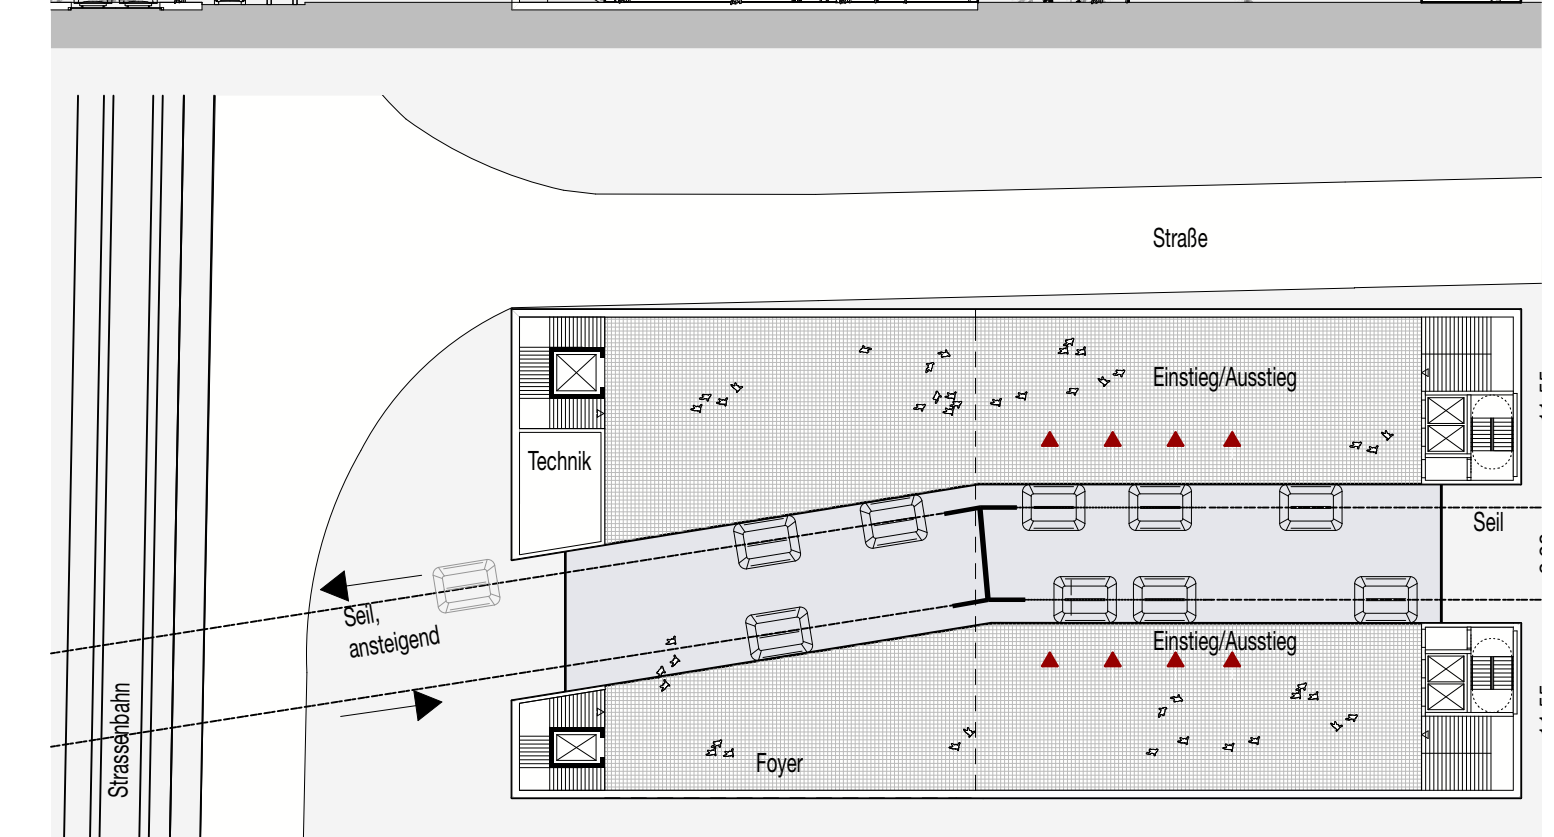 Straße
Einstieg/Ausstieg
Technik
Seil
Seil,
ansteigend
Einstieg/Ausstieg
Strassenbahn
Foyer